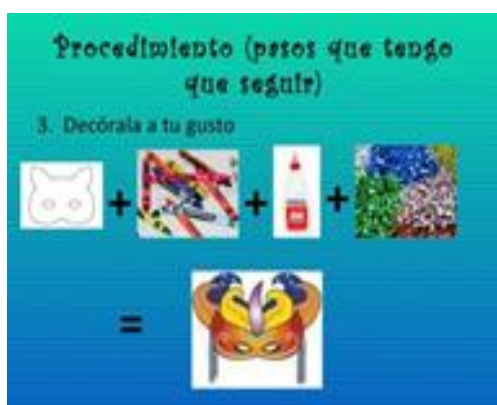 Procedimiento (pasos que tengo
que seguir)
3. Decórala a tu gusto
+ + +
=